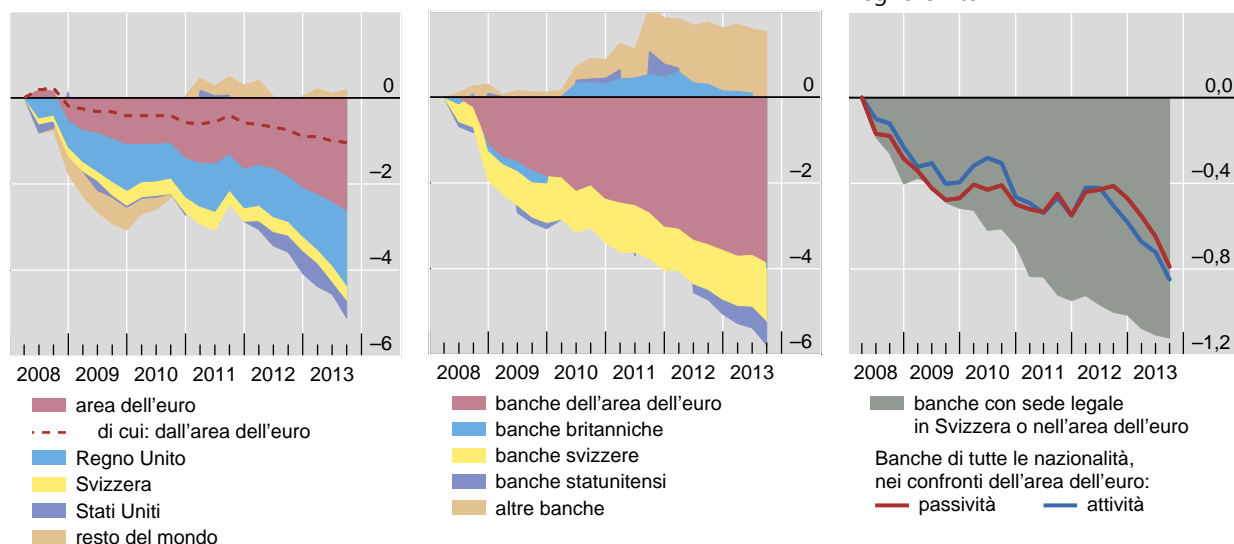 0
−2
−4
−6
2008 2009 2010 2011 2012 2013
area dell'euro
di cui: dall'area dell'euro
Regno Unito
Svizzera
Stati Uniti
resto del mondo
0
−2
−4
−6
2008 2009 2010 2011 2012 2013
banche dell'area dell'euro
banche britanniche
banche svizzere
banche statunitensi
altre banche
0,0
−0,4
−0,8
−1,2
2008 2009 2010 2011 2012 2013
banche con sede legale
in Svizzera o nell'area dell'euro
Banche di tutte le nazionalità,
nei confronti dell'area dell'euro:
passività attività